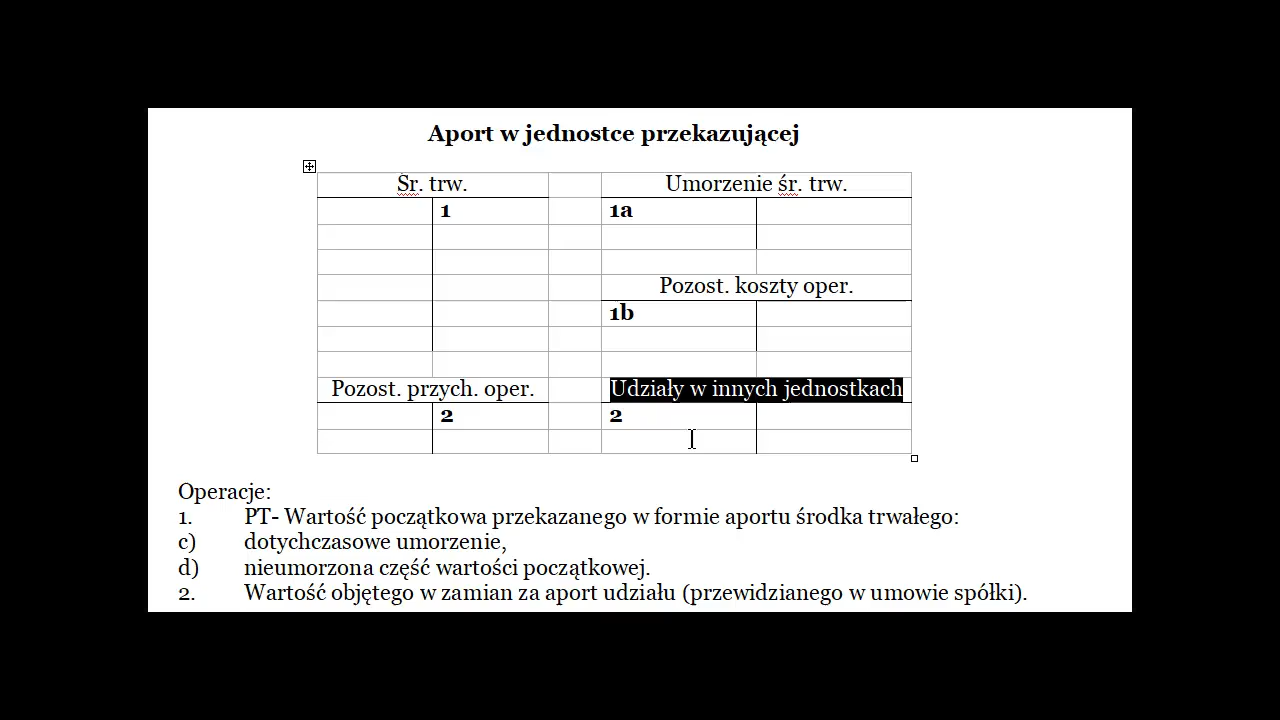 Aport w jednostce przekazującej
Śr. trw. Umorzenie śr. trw.
1 1a
Pozost. koszty oper.
1b
Pozost. przych. oper. Udziały w innych jednostkach
2 2
Operacje:
1. PT- Wartość początkowa przekazanego w formie aportu środka trwałego:
c) dotychczasowe umorzenie,
d) nieumorzona część wartości początkowej.
2. Wartość objętego w zamian za aport udziału (przewidzianego w umowie spółki).